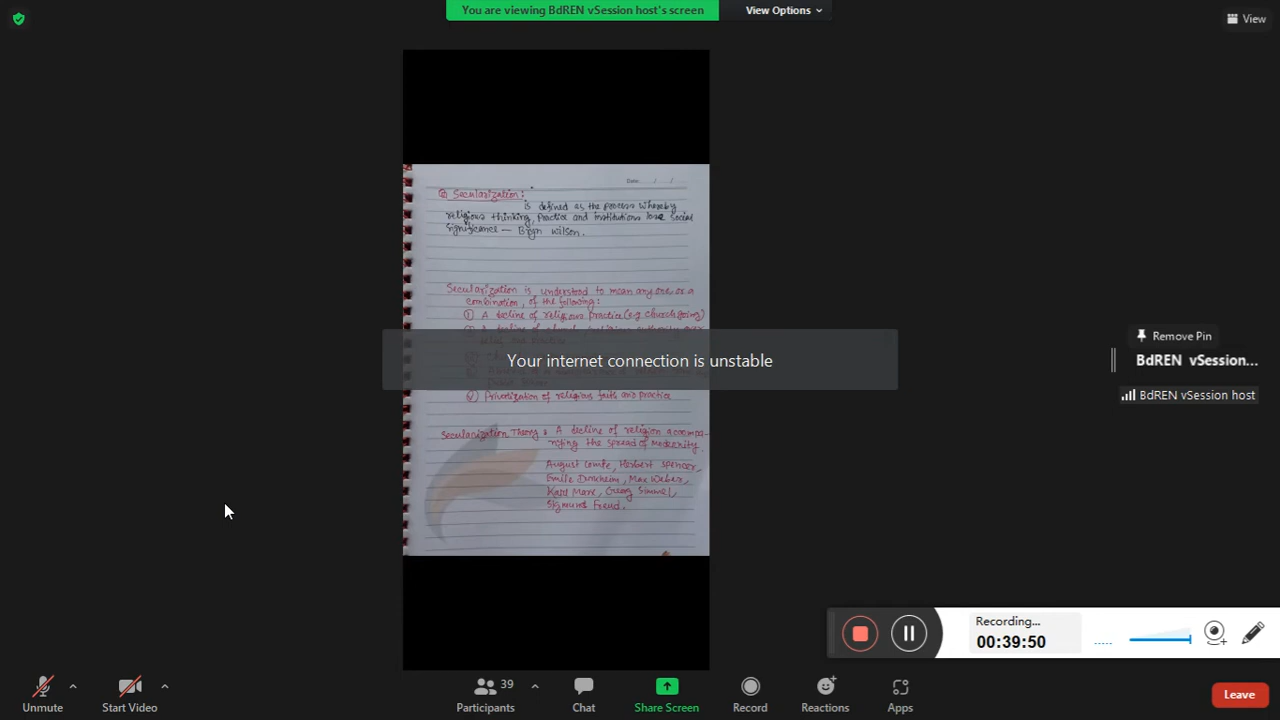 You are viewing BdREN vSession host's screen
View Options
View
Date: / /
Secularization:
is defined as the process whereby
religious thinking, Practice and institutions lose social
significance — Bryn Wilson.
Secularization is understood to mean any one, or a
combination, of the following:
① A decline of religious practice (e.g. church going)
Your internet connection is unstable
Ⓥ Privatization of religious faith and practice
Secularization Theory: A decline of religion accompa-
nying the spread of modernity.
August Comte, Herbert Spencer,
Emile Durkheim, Max Weber,
Karl Marx, Georg Simmel,
Sigmund Freud.
Remove Pin
BdREN vSession...
BdREN vSession host
Recording...
00:39:50
39
Unmute
Start Video
Participants
Chat
Share Screen
Record
Reactions
Apps
Leave